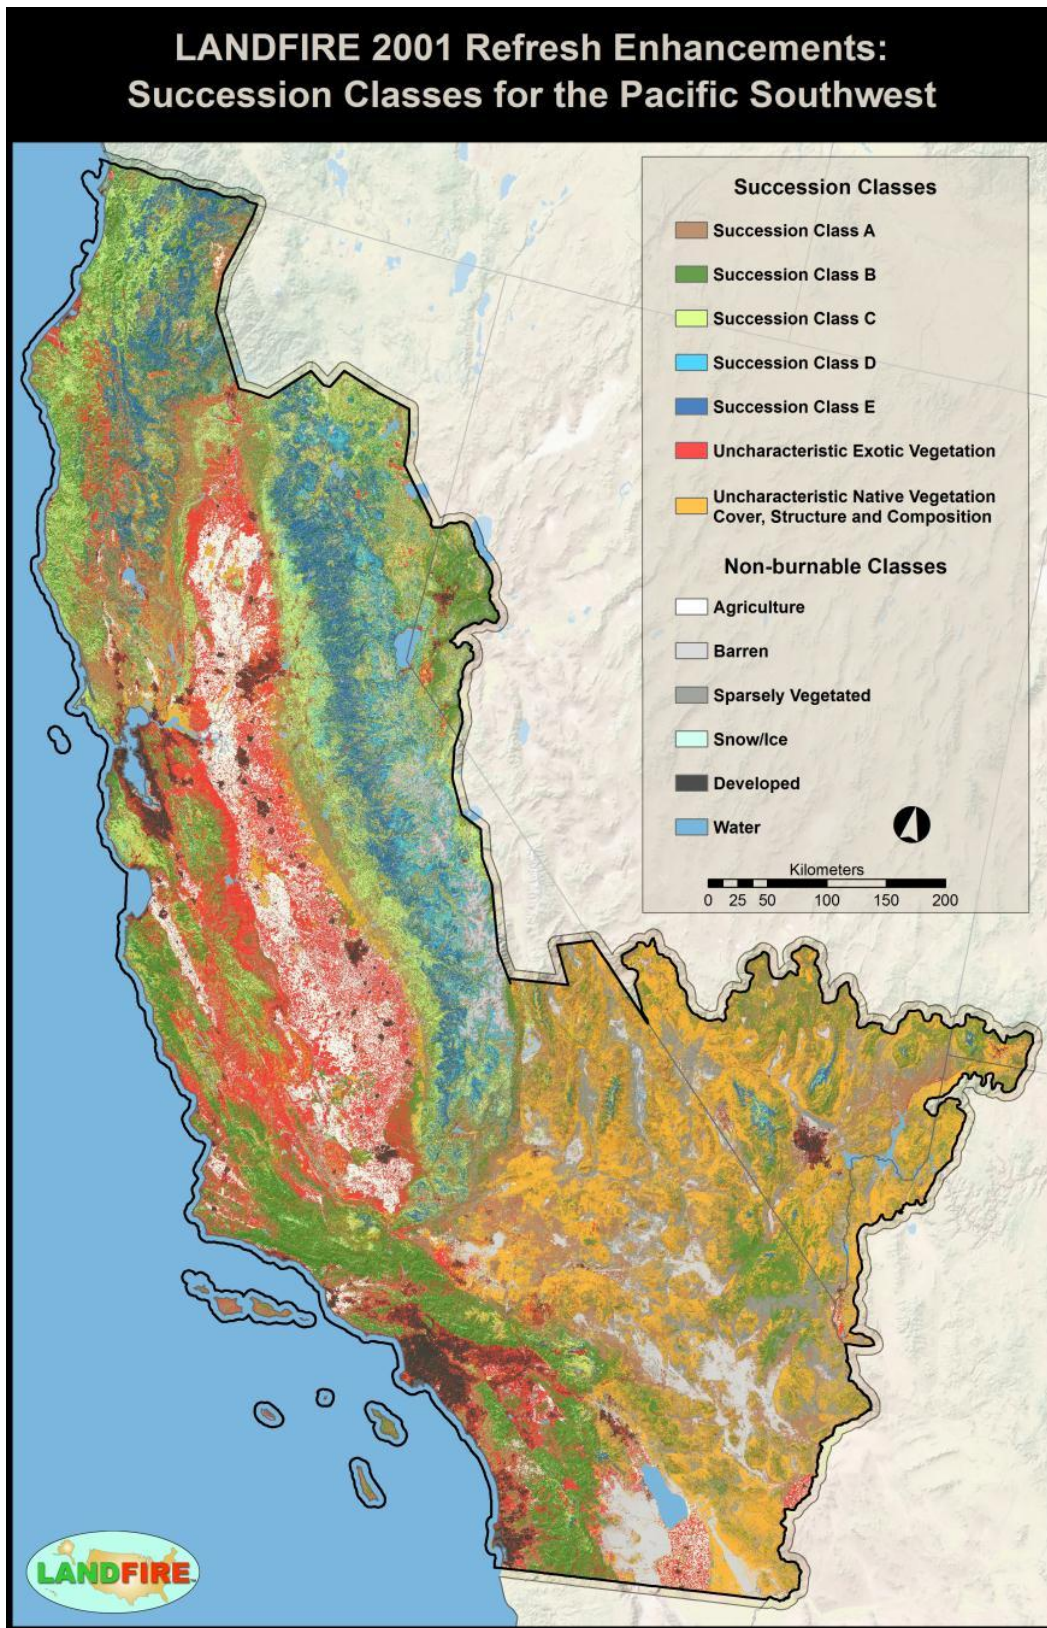 LANDFIRE 2001 Refresh Enhancements:
Succession Classes for the Pacific Southwest
Succession Classes
Succession Class A
Succession Class B
Succession Class C
Succession Class D
Succession Class E
Uncharacteristic Exotic Vegetation
Uncharacteristic Native Vegetation
Cover, Structure and Composition
Non-burnable Classes
Agriculture
Barren
Sparsely Vegetated
Snow/Ice
Developed
Water
Kilometers
0 25 50 100 150 200
LANDFIRE